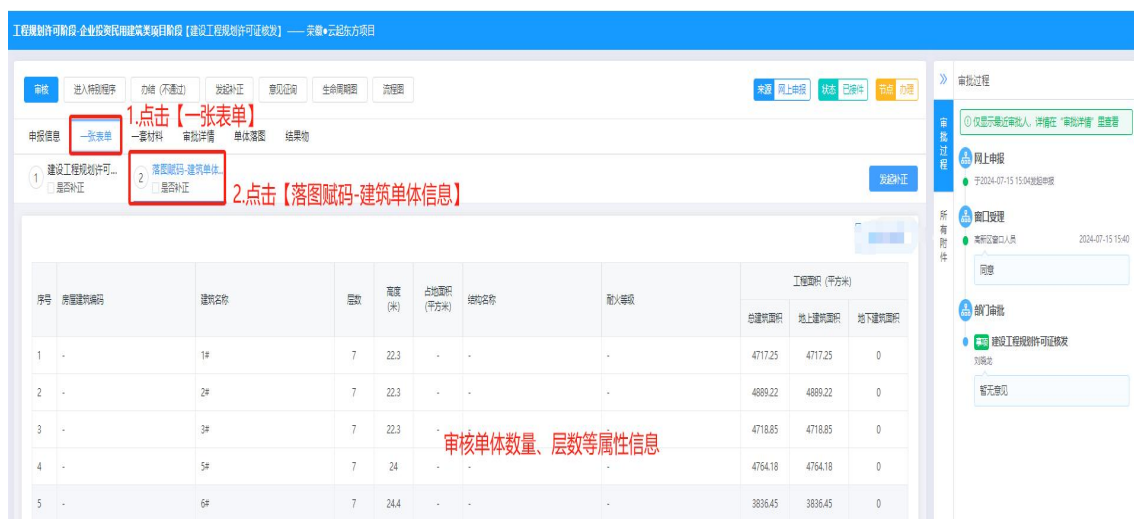 工程规划许可阶段-企业投资民用建筑类项目阶段【建设工程规划许可证核发】—— 荣徽●云起东方项目
审核 进入特别程序 办结 (不通过) 发起补正 意见征询 生命周期图 流程图 来源 网上申报 状态 已接件 节点 办理
1.点击【一张表单】
申报信息 一张表单 一套材料 审批详情 单体落图 结果物
1 建设工程规划许可... 是否补正
2 落图赋码-建筑单体... 是否补正
2.点击【落图赋码-建筑单体信息】
发起补正
序号 房屋建筑编码 建筑名称 层数 高度(米) 占地面积(平方米) 结构名称 耐火等级 工程面积 (平方米)
总建筑面积 地上建筑面积 地下建筑面积
1 - 1# 7 22.3 - - - 4717.25 4717.25 0
2 - 2# 7 22.3 - - - 4889.22 4889.22 0
3 - 3# 7 22.3 - - - 4718.85 4718.85 0
审核单体数量、层数等属性信息
4 - 5# 7 24 - - - 4764.18 4764.18 0
5 - 6# 7 24.4 - - - 3836.45 3836.45 0
审批过程
审批过程
所有附件
仅显示最近审批人，详情在“审批详情”里查看
网上申报
于2024-07-15 15:04发起申报
窗口受理
高新区窗口人员 2024-07-15 15:40
同意
部门审批
事项 建设工程规划许可证核发
刘晓龙
暂无意见